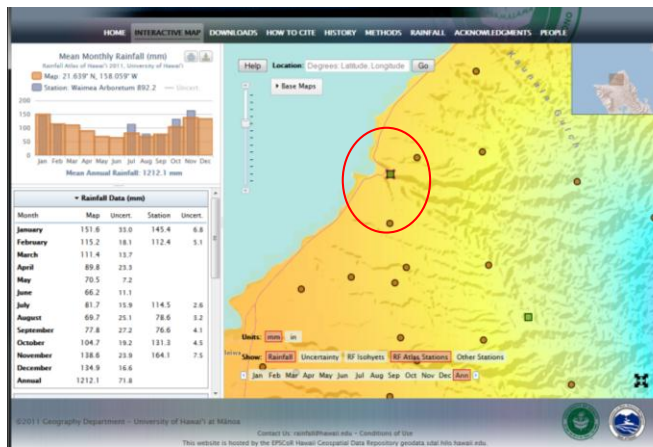 HOME INTERACTIVE MAP DOWNLOADS HOW TO CITE HISTORY METHODS RAINFALL ACKNOWLEDGMENTS PEOPLE
Mean Monthly Rainfall (mm)
Rainfall Atlas of Hawai'i 2011, University of Hawai'i
Map: 21.639° N, 158.059° W
Station: Waimea Arboretum 892.2 — Uncert.
200
150
100
50
0
Jan Feb Mar Apr May Jun Jul Aug Sep Oct Nov Dec
Mean Annual Rainfall: 1212.1 mm
Rainfall Data (mm)
Month Map Uncert. Station Uncert.
January 151.6 33.0 145.4 6.8
February 115.2 18.1 112.4 5.1
March 111.4 13.7
April 89.8 23.3
May 70.5 7.2
June 66.2 11.1
July 81.7 15.9 114.5 2.6
August 69.7 25.1 78.6 3.2
September 77.8 27.2 76.6 4.1
October 104.7 19.2 131.3 4.5
November 138.6 23.9 164.1 7.5
December 134.9 16.6
Annual 1212.1 71.8
Help Location: Degrees: Latitude, Longitude Go
Base Maps
Units: mm in
Show: Rainfall Uncertainty RF Isohyets RF Atlas Stations Other Stations
Jan Feb Mar Apr May Jun Jul Aug Sep Oct Nov Dec Ann
©2011 Geography Department - University of Hawai'i at Mānoa
Contact Us: rainfall@hawaii.edu - Conditions of Use
This website is hosted by the EPSCoR Hawaii Geospatial Data Repository geodata.sdal.hilo.hawaii.edu